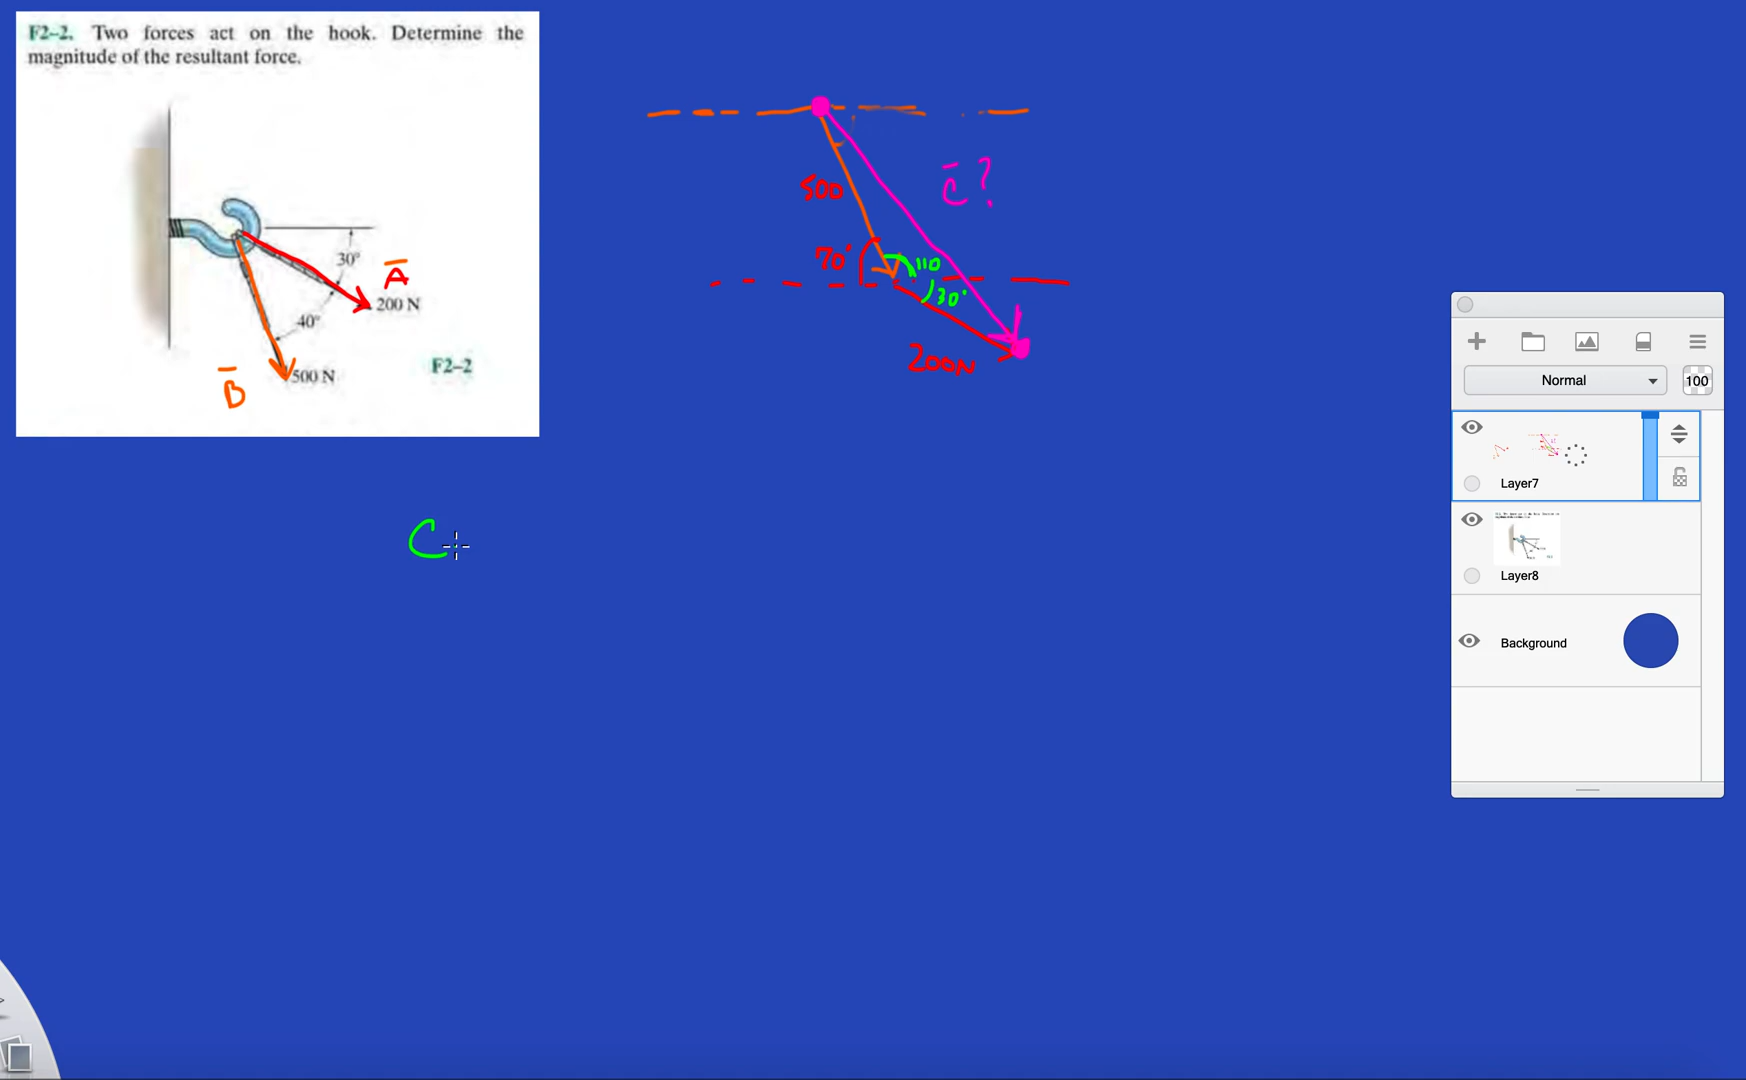 F2–2. Two forces act on the hook. Determine the
magnitude of the resultant force.
30°
A
200 N
40°
B
500 N
F2–2
500
C?
70°
110
30°
200N
C
Normal
100
Layer7
Layer8
Background